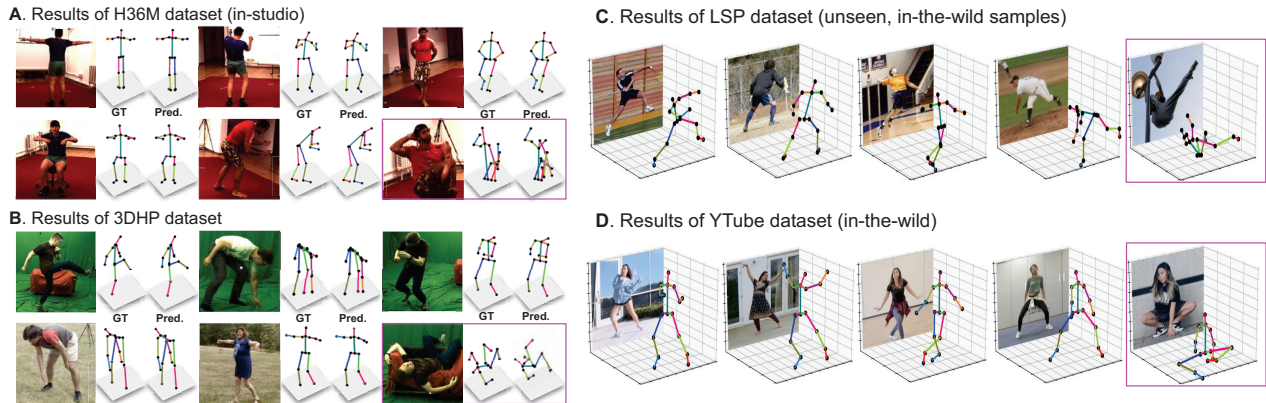 A. Results of H36M dataset (in-studio)
GT Pred. GT Pred. GT Pred.
B. Results of 3DHP dataset
GT Pred. GT Pred. GT Pred.
C. Results of LSP dataset (unseen, in-the-wild samples)
D. Results of YTube dataset (in-the-wild)